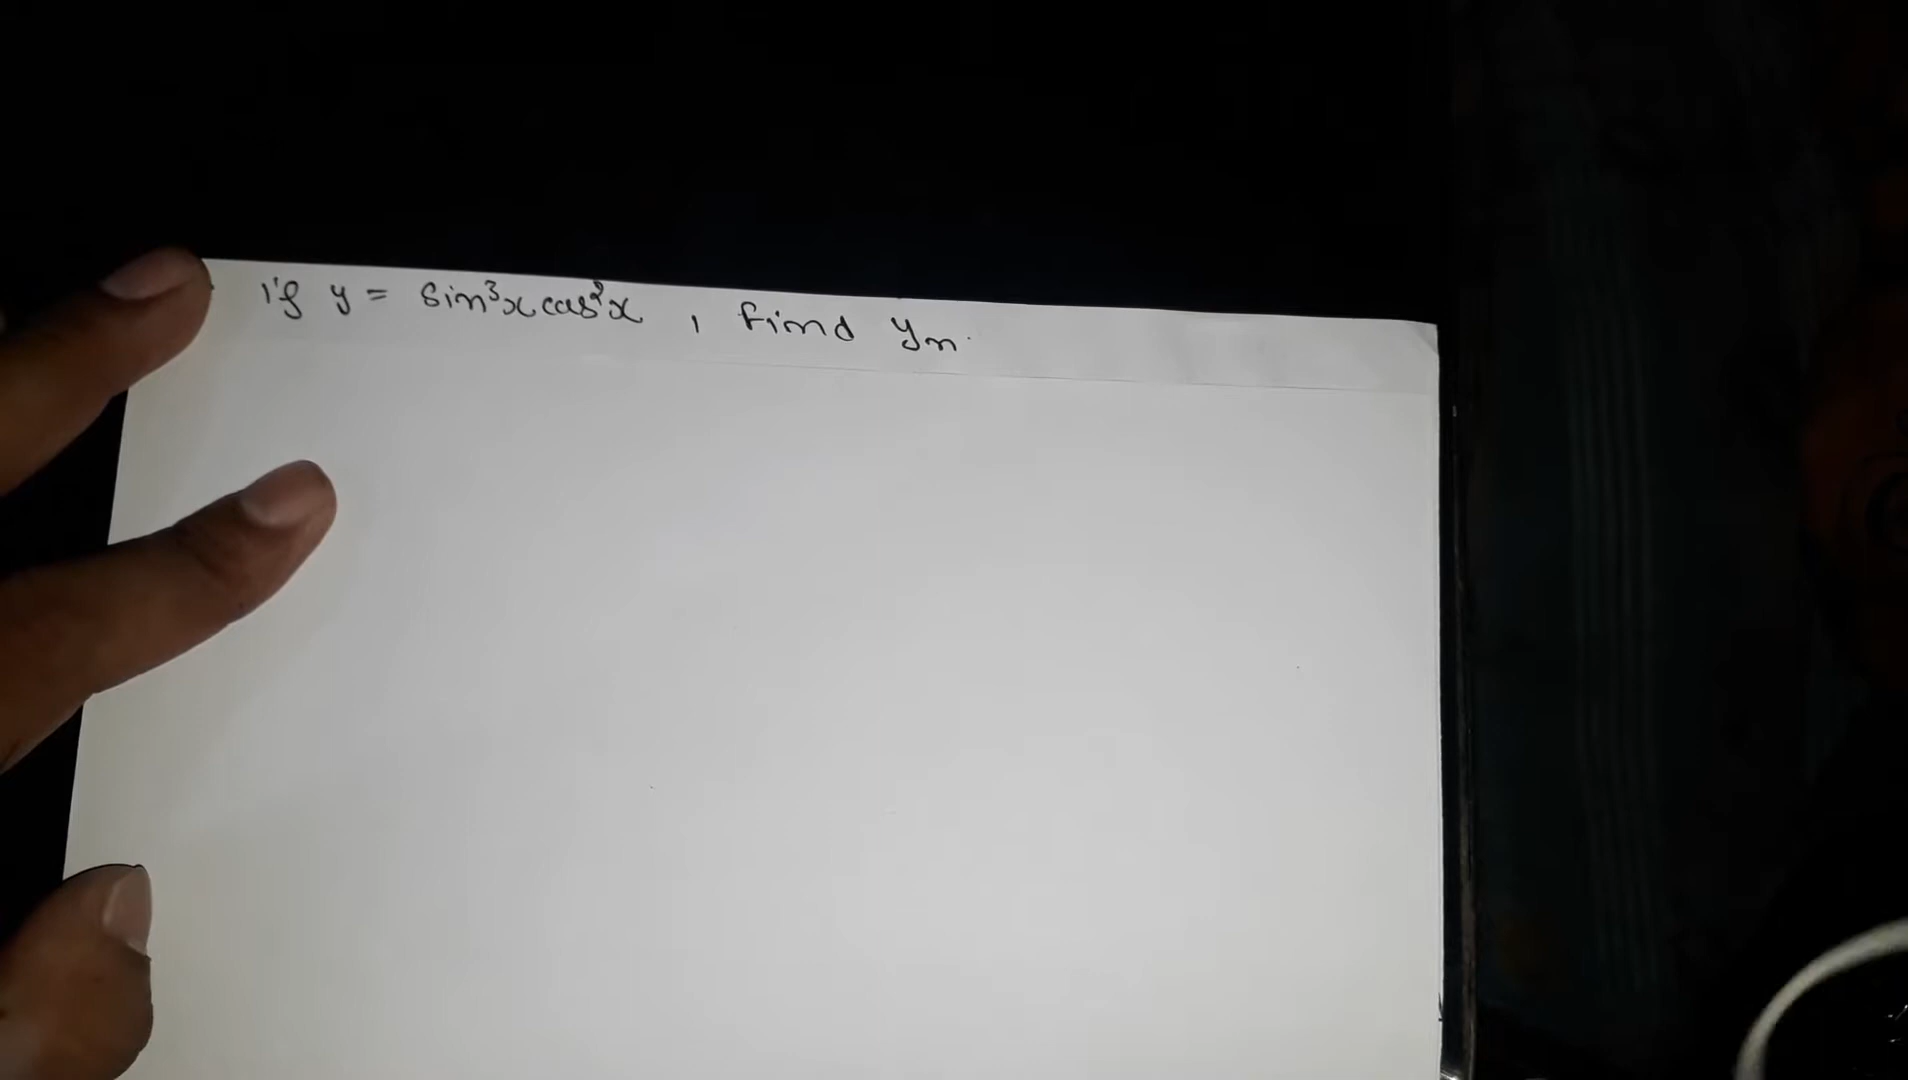 If y = sin³x cos²x , find yₙ.